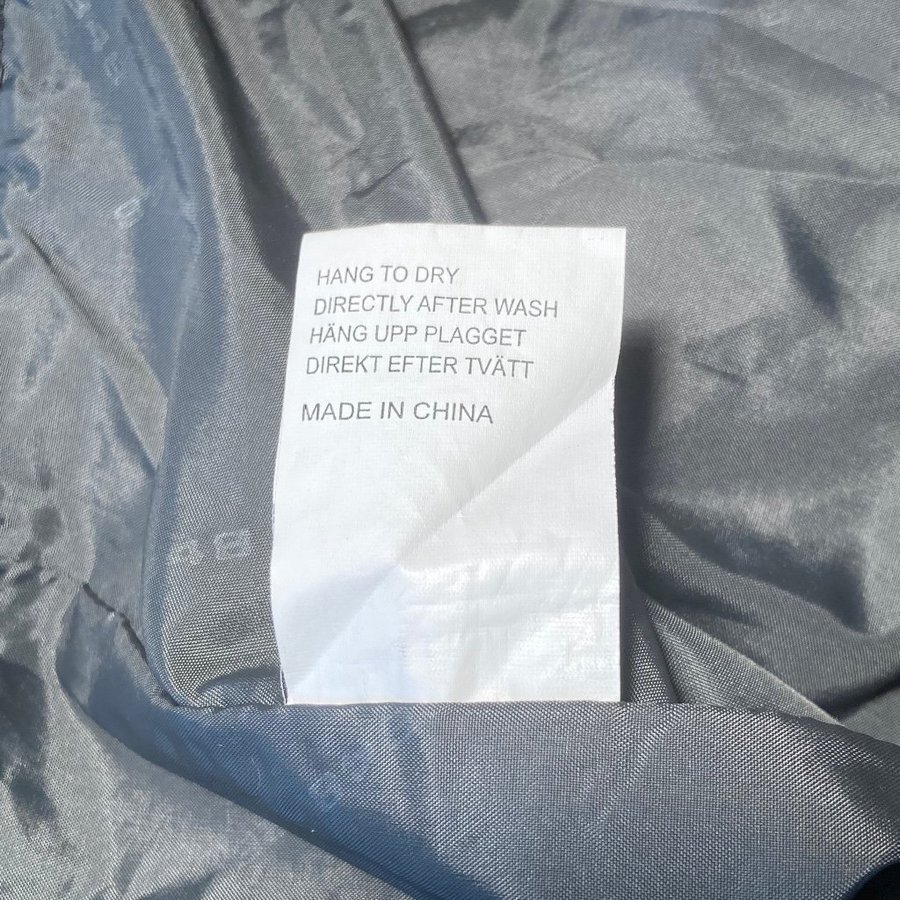 HANG TO DRY
DIRECTLY AFTER WASH
HÄNG UPP PLAGGET
DIREKT EFTER TVÄTT
MADE IN CHINA